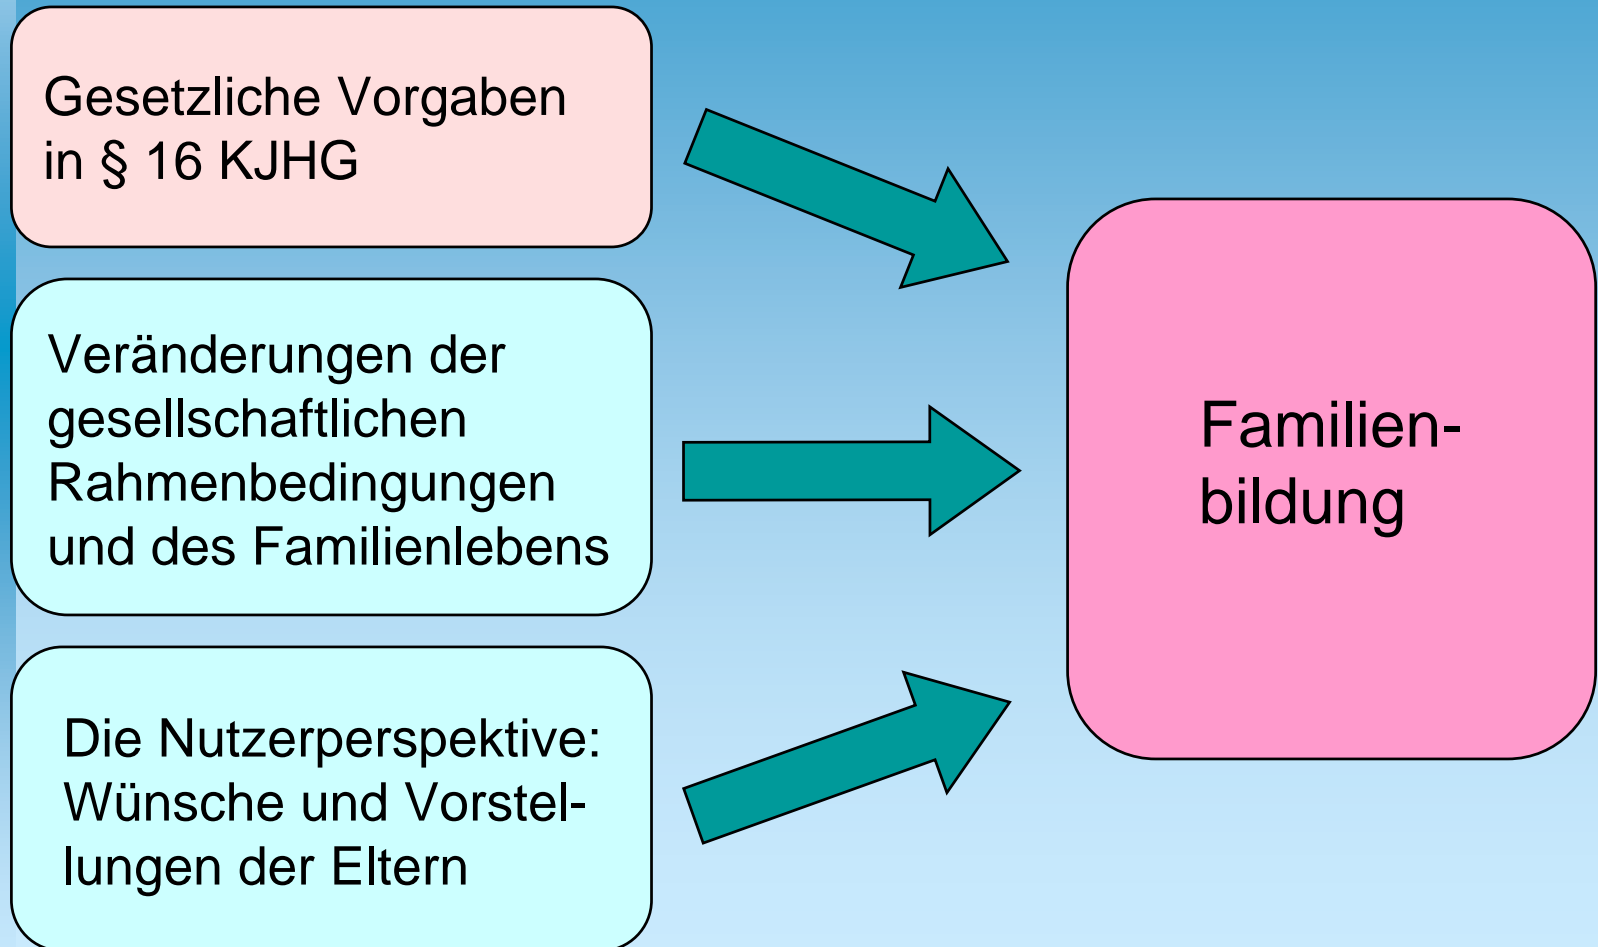 Gesetzliche Vorgaben
in § 16 KJHG
Veränderungen der
gesellschaftlichen
Rahmenbedingungen
und des Familienlebens
Die Nutzerperspektive:
Wünsche und Vorstel-
lungen der Eltern
Familien-
bildung